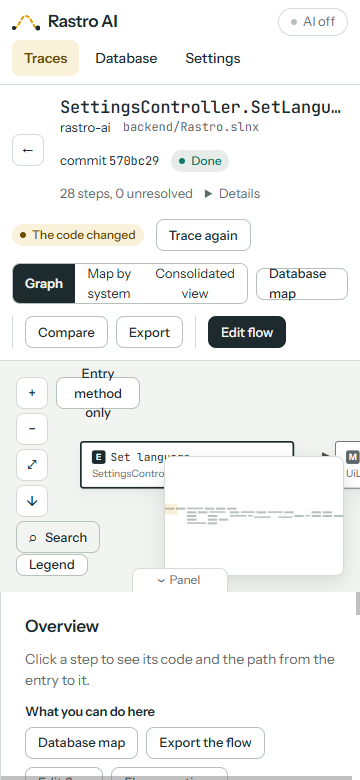 Rastro AI
AI off
Traces Database Settings
SettingsController.SetLangu…
rastro-ai backend/Rastro.slnx
commit 570bc29 Done
28 steps, 0 unresolved Details
The code changed Trace again
Graph
Map by system
Consolidated view
Database map
Compare Export Edit flow
Entry method only
E Set language
SettingsContro
M
UiL
Search
Legend
Panel
Overview
Click a step to see its code and the path from the
entry to it.
What you can do here
Database map Export the flow